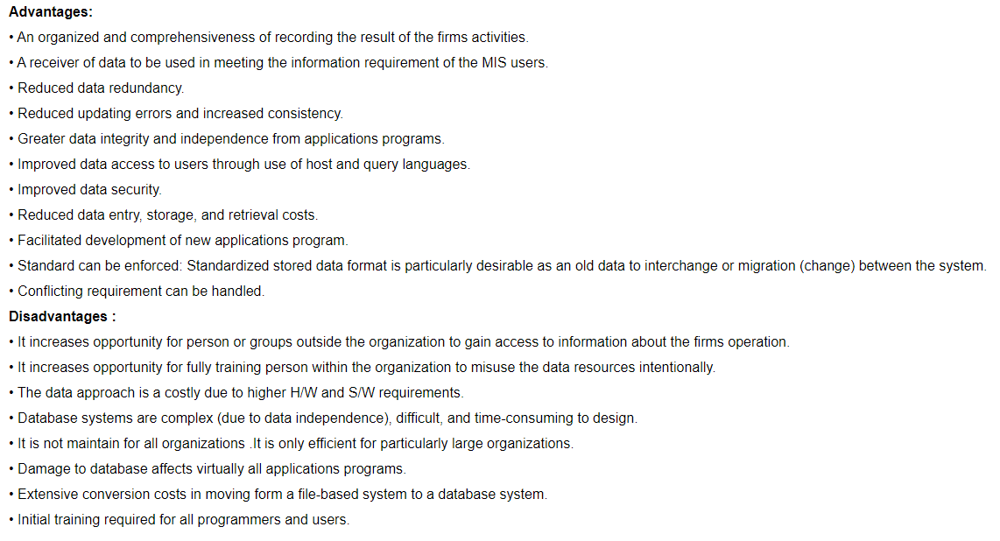 Advantages:
• An organized and comprehensiveness of recording the result of the firms activities.
• A receiver of data to be used in meeting the information requirement of the MIS users.
• Reduced data redundancy.
• Reduced updating errors and increased consistency.
• Greater data integrity and independence from applications programs.
• Improved data access to users through use of host and query languages.
• Improved data security.
• Reduced data entry, storage, and retrieval costs.
• Facilitated development of new applications program.
• Standard can be enforced: Standardized stored data format is particularly desirable as an old data to interchange or migration (change) between the system.
• Conflicting requirement can be handled.
Disadvantages :
• It increases opportunity for person or groups outside the organization to gain access to information about the firms operation.
• It increases opportunity for fully training person within the organization to misuse the data resources intentionally.
• The data approach is a costly due to higher H/W and S/W requirements.
• Database systems are complex (due to data independence), difficult, and time-consuming to design.
• It is not maintain for all organizations .It is only efficient for particularly large organizations.
• Damage to database affects virtually all applications programs.
• Extensive conversion costs in moving form a file-based system to a database system.
• Initial training required for all programmers and users.